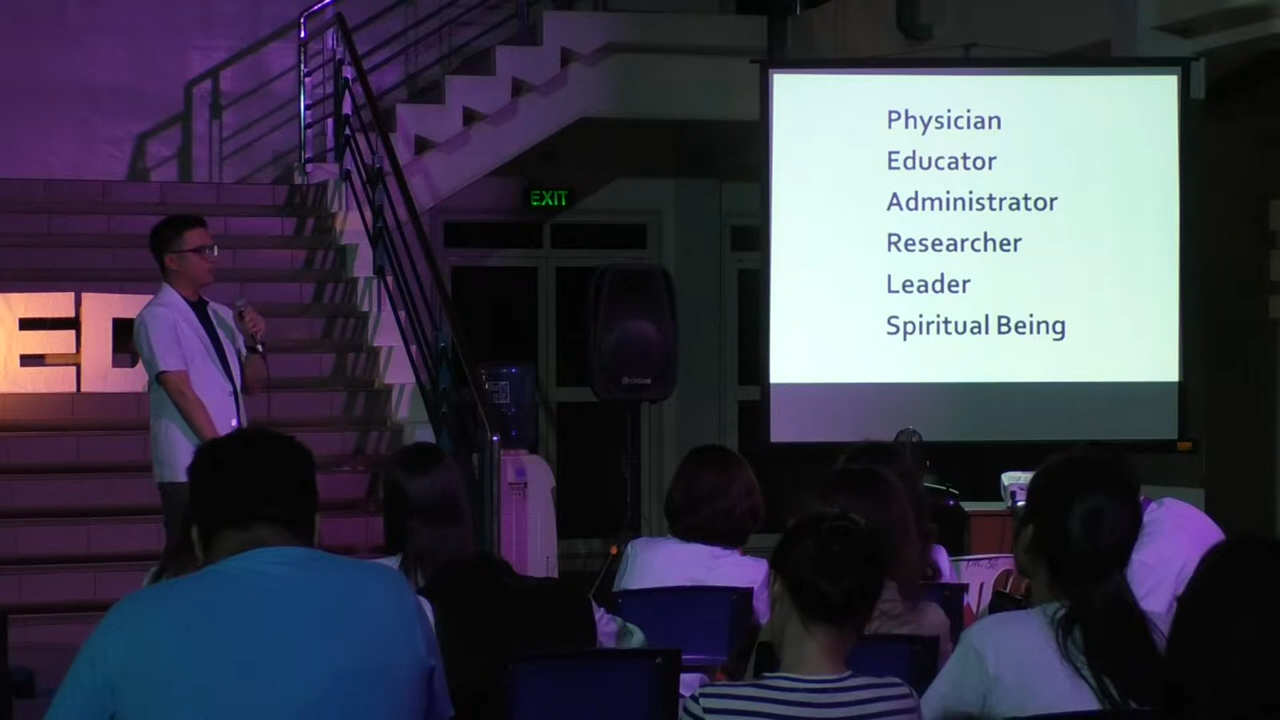 Physician
Educator
Administrator
Researcher
Leader
Spiritual Being
EXIT
ED